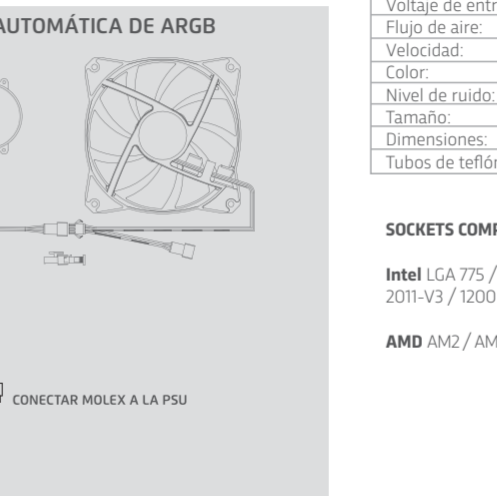 AUTOMÁTICA DE ARGB
CONECTAR MOLEX A LA PSU
Voltaje de entr
Flujo de aire:
Velocidad:
Color:
Nivel de ruido:
Tamaño:
Dimensiones:
Tubos de tefló
SOCKETS COMP
Intel LGA 775 /
2011-V3 / 1200
AMD AM2 / AM